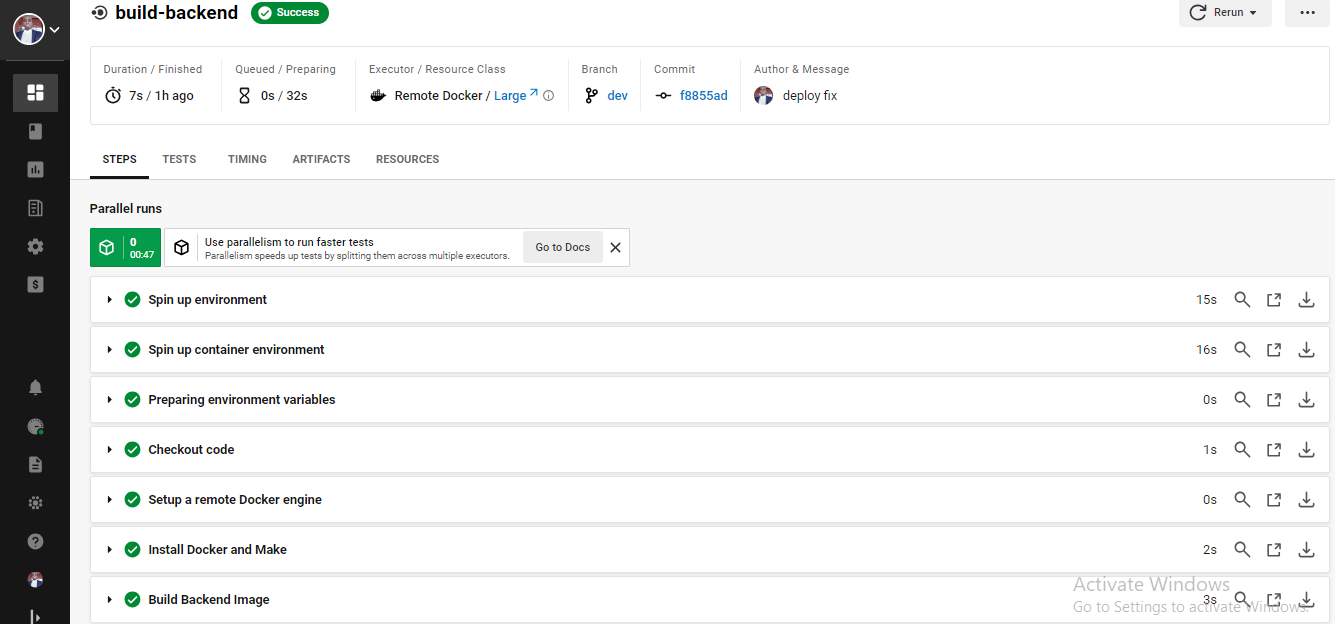 build-backend Success Rerun
Duration / Finished Queued / Preparing Executor / Resource Class Branch Commit Author & Message
7s / 1h ago 0s / 32s Remote Docker / Large dev f8855ad deploy fix
STEPS TESTS TIMING ARTIFACTS RESOURCES
Parallel runs
0
00:47
Use parallelism to run faster tests
Parallelism speeds up tests by splitting them across multiple executors.
Go to Docs
Spin up environment 15s
Spin up container environment 16s
Preparing environment variables 0s
Checkout code 1s
Setup a remote Docker engine 0s
Install Docker and Make 2s
Build Backend Image 3s
Activate Windows
Go to Settings to activate Windows.